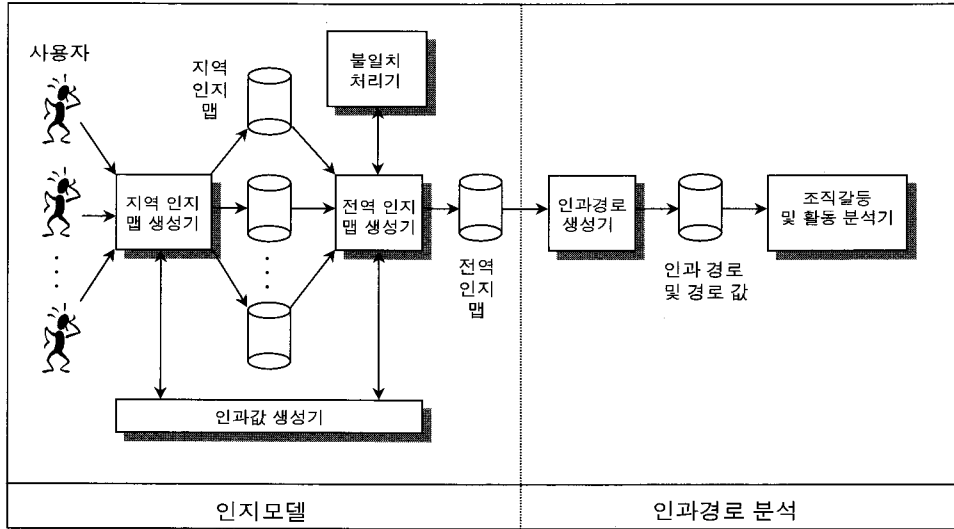 사용자
지역
인지
맵
불일치
처리기
지역 인지
맵 생성기
전역 인지
맵 생성기
전역
인지
맵
인과경로
생성기
인과 경로
및 경로 값
조직갈등
및 활동 분석기
인과값 생성기
인지모델
인과경로 분석